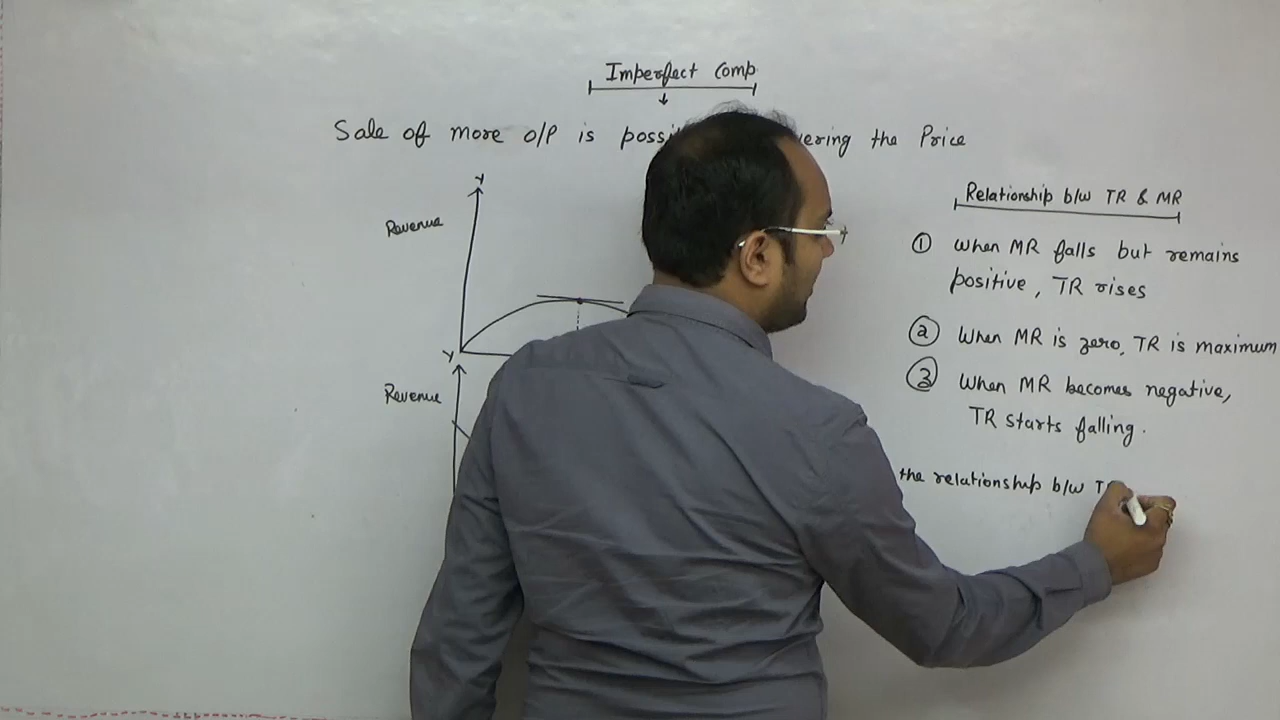 Imperfect Comp.
Sale of more O/P is the Price
Relationship b/w TR & MR
Y
Revenue
① When MR falls but remains
positive, TR rises
② When MR is zero, TR is maximum
Y
Revenue
③ When MR becomes negative,
TR starts falling.
the relationship b/w